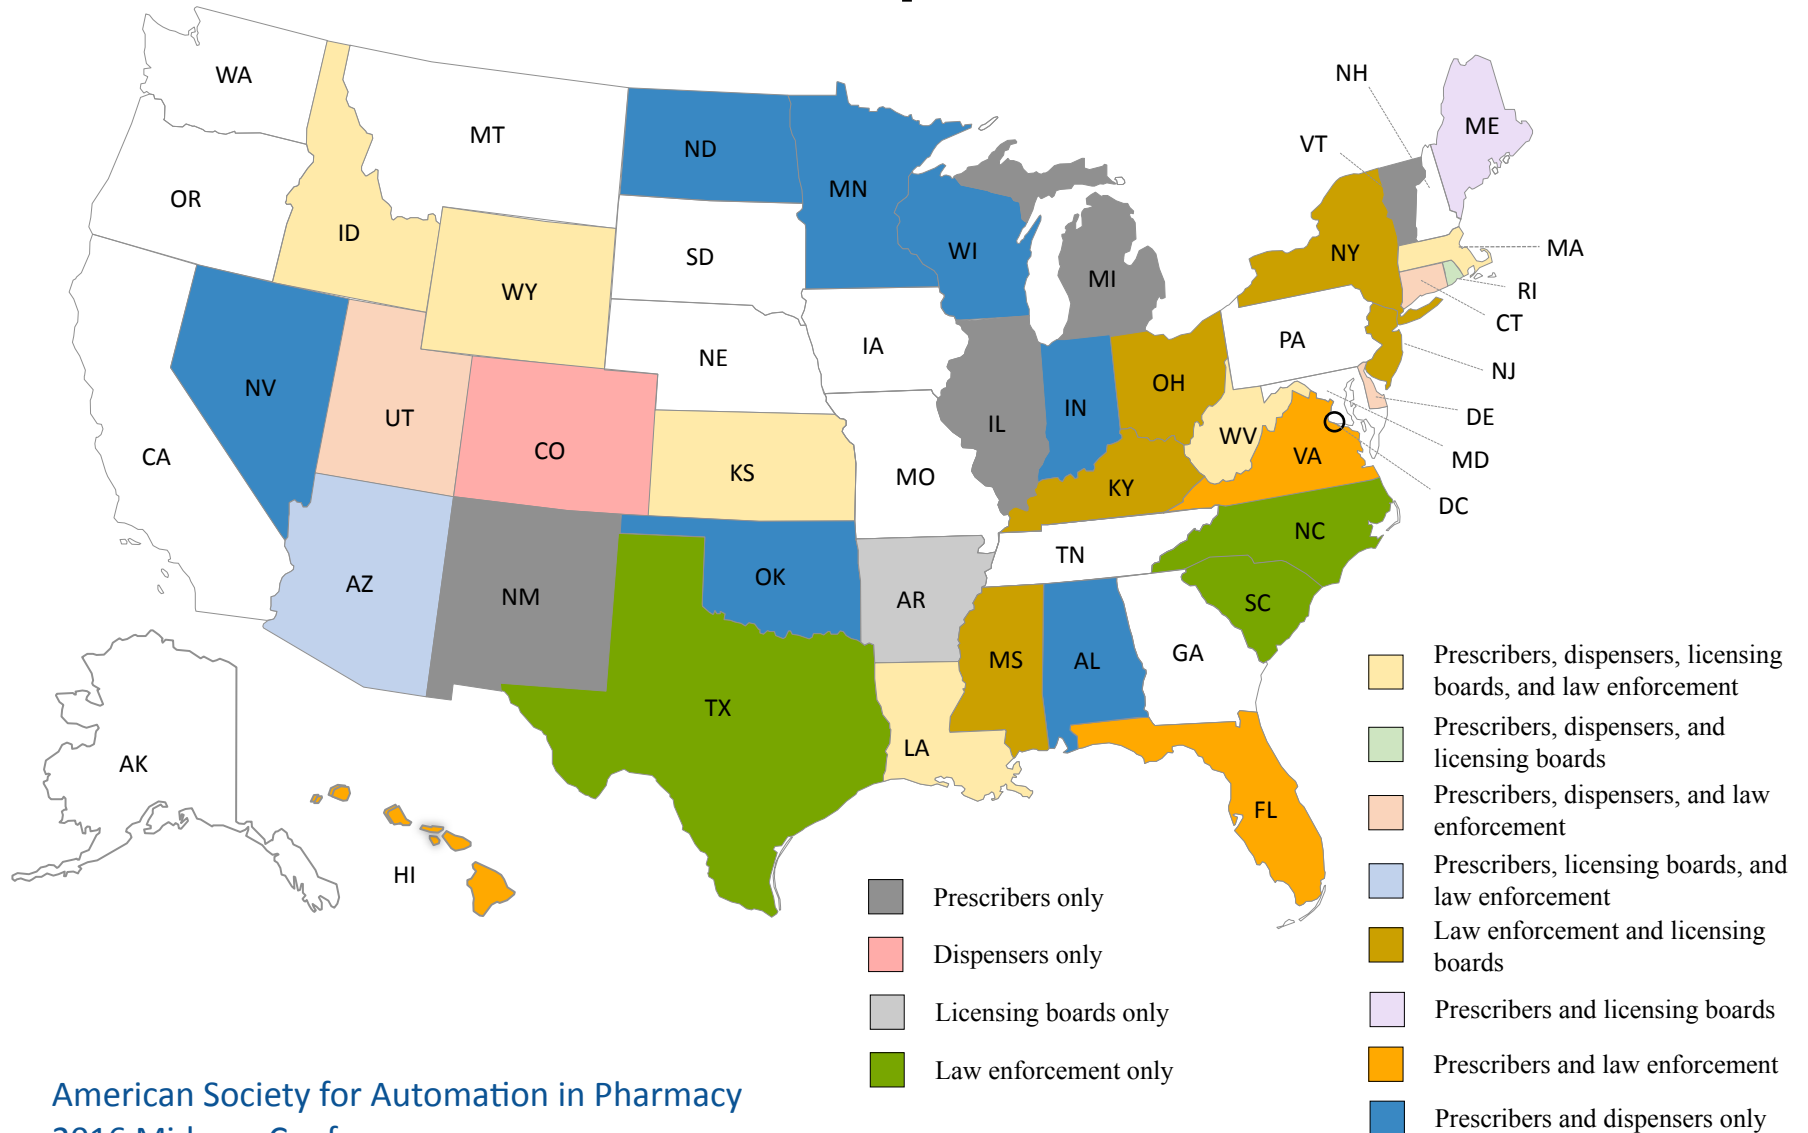 WA
MT
ND
MN
NH
VT
ME
OR
ID
SD
WI
MI
NY
MA
RI
CT
WY
NE
IA
PA
NJ
NV
UT
CO
KS
IL
IN
OH
WV
VA
DE
MD
DC
CA
MO
KY
NC
TN
AZ
NM
OK
AR
SC
MS
AL
GA
TX
LA
FL
AK
HI
Prescribers only
Dispensers only
Licensing boards only
Law enforcement only
Prescribers, dispensers, licensing
boards, and law enforcement
Prescribers, dispensers, and
licensing boards
Prescribers, dispensers, and law
enforcement
Prescribers, licensing boards, and
law enforcement
Law enforcement and licensing
boards
Prescribers and licensing boards
Prescribers and law enforcement
Prescribers and dispensers only
American Society for Automation in Pharmacy